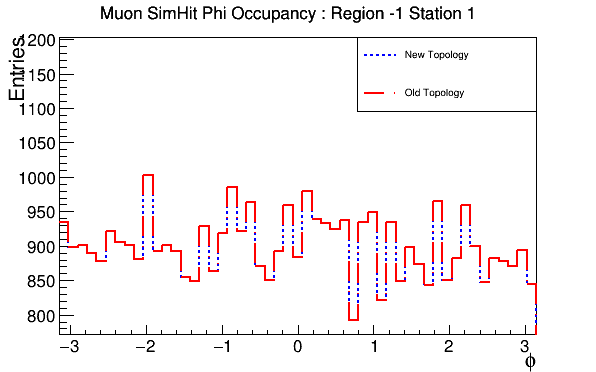 Muon SimHit Phi Occupancy : Region -1 Station 1
Entries
1200
1150
1100
1050
1000
950
900
850
800
New Topology
Old Topology
−3 −2 −1 0 1 2 3
ϕ